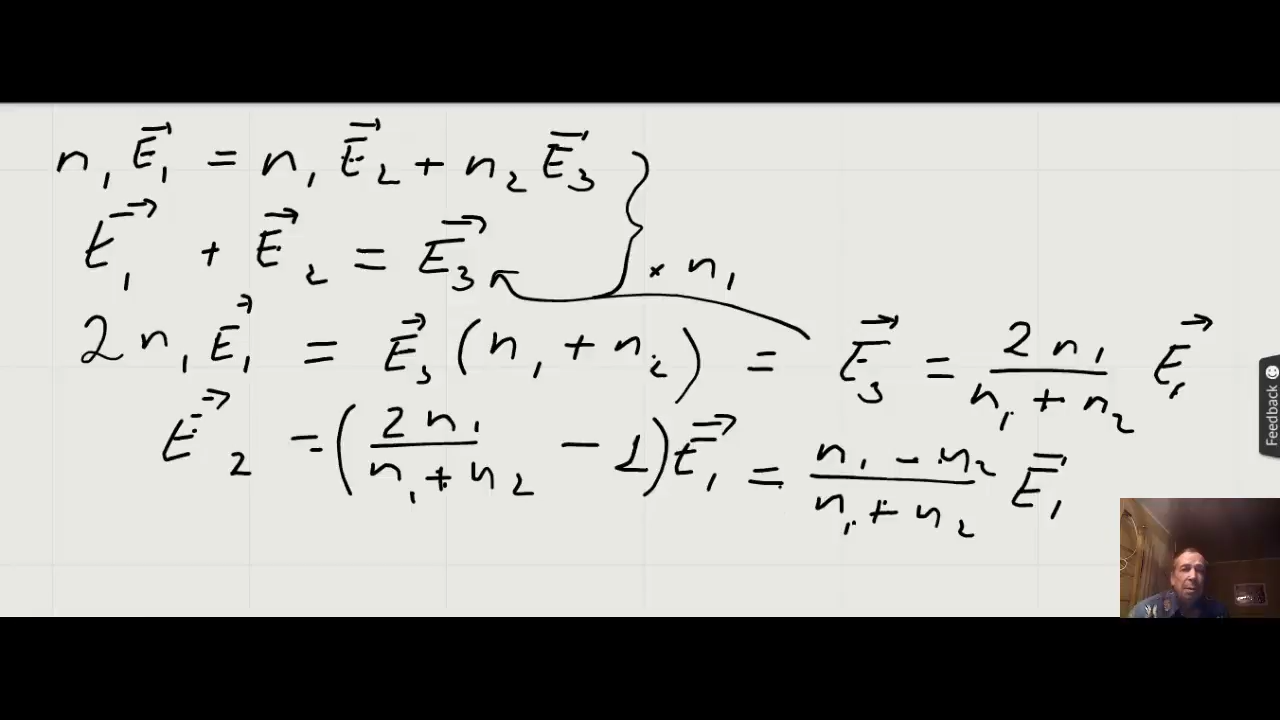 n₁E⃗₁ = n₁E⃗₂ + n₂E⃗₃
E⃗₁ + E⃗₂ = E⃗₃ × n₁
2n₁E⃗₁ = E⃗₃(n₁ + n₂) = E⃗₃ = 2n₁/(n₁ + n₂) E⃗₁
E⃗₂ = (2n₁/(n₁ + n₂) − 1)E⃗₁ = (n₁ − n₂)/(n₁ + n₂) E⃗₁
Feedback